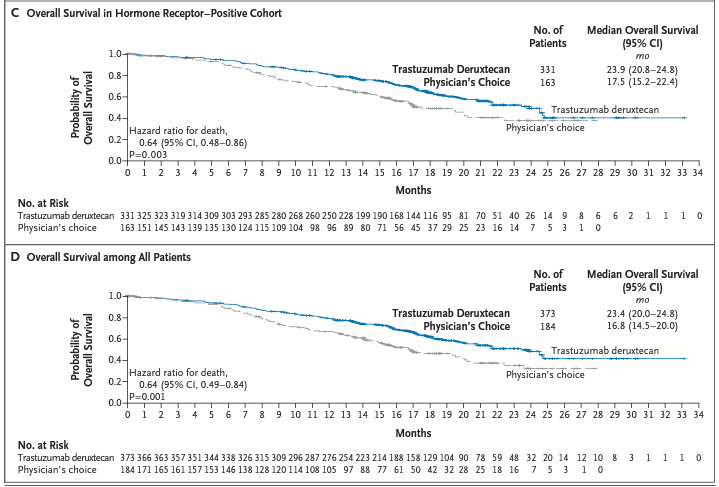 C Overall Survival in Hormone Receptor–Positive Cohort
No. of Patients
Median Overall Survival (95% CI)
mo
Trastuzumab Deruxtecan 331 23.9 (20.8–24.8)
Physician's Choice 163 17.5 (15.2–22.4)
Probability of Overall Survival
1.0
0.8
0.6
0.4
0.2
0.0
Trastuzumab deruxtecan
Physician's choice
Hazard ratio for death,
0.64 (95% CI, 0.48–0.86)
P=0.003
0 1 2 3 4 5 6 7 8 9 10 11 12 13 14 15 16 17 18 19 20 21 22 23 24 25 26 27 28 29 30 31 32 33 34
Months
No. at Risk
Trastuzumab deruxtecan 331 325 323 319 314 309 303 293 285 280 268 260 250 228 199 190 168 144 116 95 81 70 51 40 26 14 9 8 6 6 2 1 1 1 0
Physician's choice 163 151 145 143 139 135 130 124 115 109 104 98 96 89 80 71 56 45 37 29 25 23 16 14 7 5 3 1 0
D Overall Survival among All Patients
No. of Patients
Median Overall Survival (95% CI)
mo
Trastuzumab Deruxtecan 373 23.4 (20.0–24.8)
Physician's Choice 184 16.8 (14.5–20.0)
Probability of Overall Survival
1.0
0.8
0.6
0.4
0.2
0.0
Trastuzumab deruxtecan
Physician's choice
Hazard ratio for death,
0.64 (95% CI, 0.49–0.84)
P=0.001
0 1 2 3 4 5 6 7 8 9 10 11 12 13 14 15 16 17 18 19 20 21 22 23 24 25 26 27 28 29 30 31 32 33 34
Months
No. at Risk
Trastuzumab deruxtecan 373 366 363 357 351 344 338 326 315 309 296 287 276 254 223 214 188 158 129 104 90 78 59 48 32 20 14 12 10 8 3 1 1 1 0
Physician's choice 184 171 165 161 157 153 146 138 128 120 114 108 105 97 88 77 61 50 42 32 28 25 18 16 7 5 3 1 0